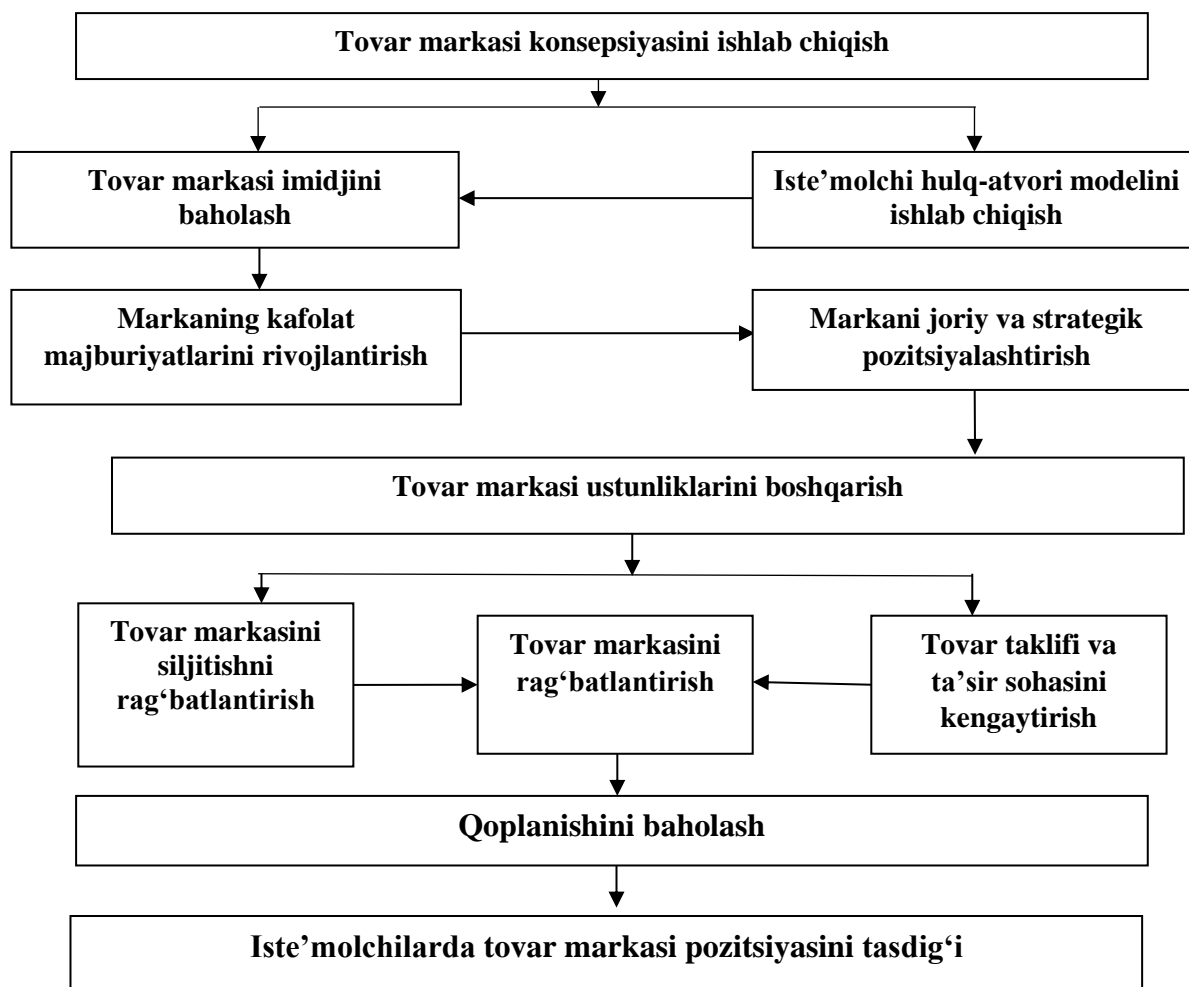 Tovar markasi konsepsiyasini ishlab chiqish
Tovar markasi imidjini
baholash
Iste’molchi hulq-atvori modelini
ishlab chiqish
Markaning kafolat
majburiyatlarini rivojlantirish
Markani joriy va strategik
pozitsiyalashtirish
Tovar markasi ustunliklarini boshqarish
Tovar markasini
siljitishni
rag‘batlantirish
Tovar markasini
rag‘batlantirish
Tovar taklifi va
ta’sir sohasini
kengaytirish
Qoplanishini baholash
Iste’molchilarda tovar markasi pozitsiyasini tasdig‘i